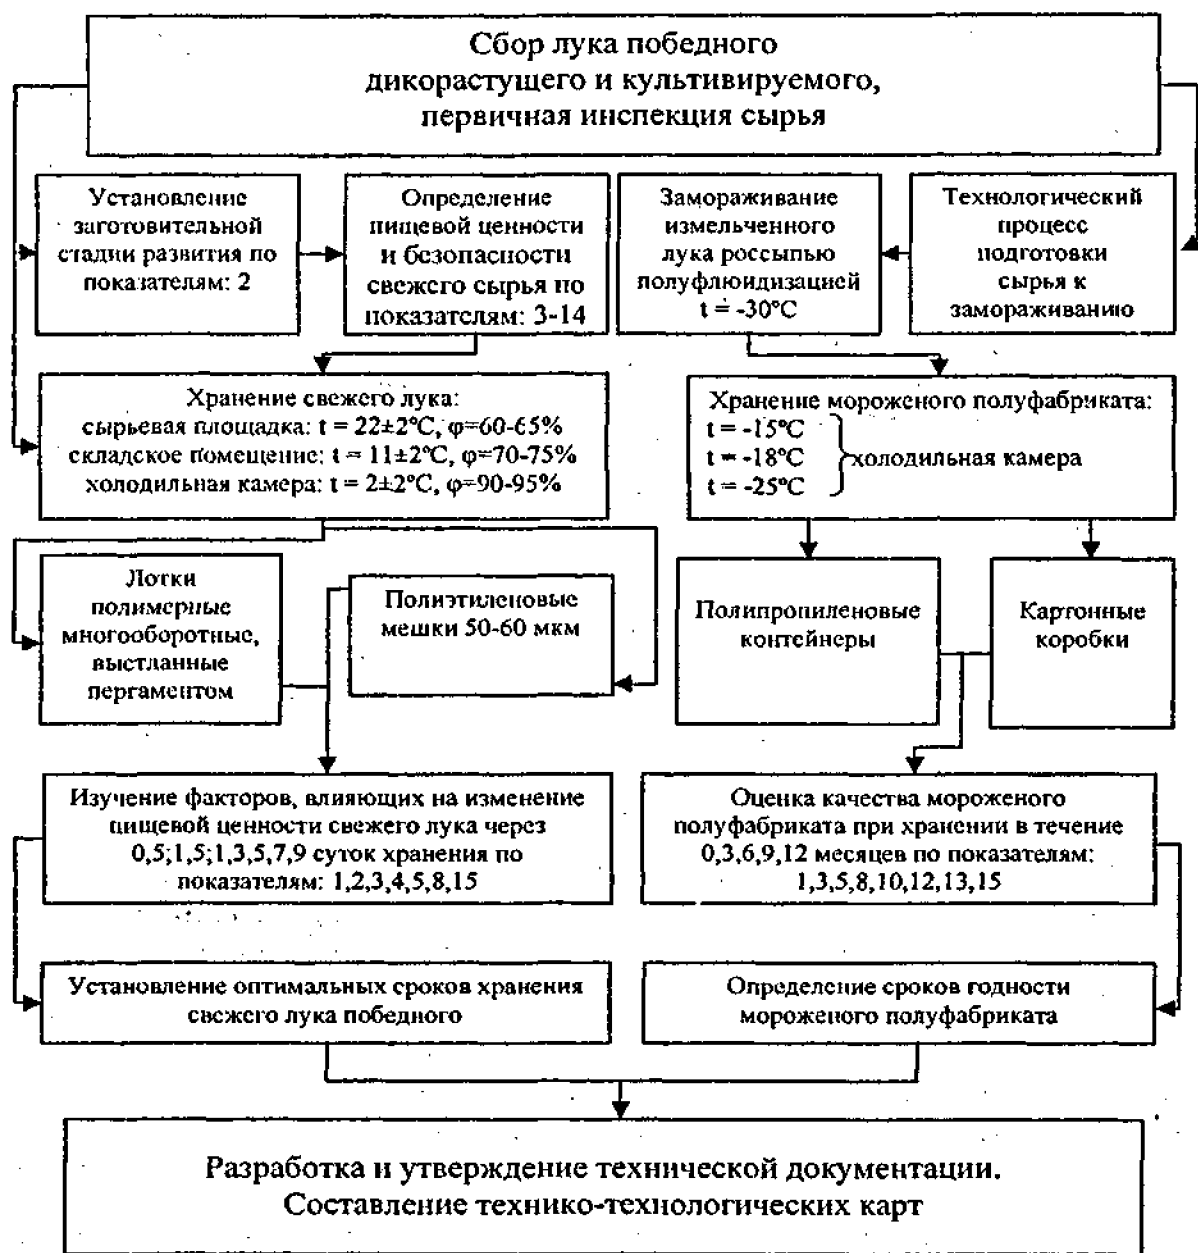 Сбор лука победного
дикорастущего и культивируемого,
первичная инспекция сырья
Установление
заготовительной
стадии развития по
показателям: 2
Определение
пищевой ценности
и безопасности
свежего сырья по
показателям: 3-14
Замораживание
измельченного
лука россыпью
полуфлюидизацией
t = -30°C
Технологический
процесс
подготовки
сырья к
замораживанию
Хранение свежего лука:
сырьевая площадка: t = 22±2°C, φ=60-65%
складское помещение: t = 11±2°C, φ=70-75%
холодильная камера: t = 2±2°C, φ=90-95%
Хранение мороженого полуфабриката:
t = -15°C
t = -18°C
холодильная камера
t = -25°C
Лотки
полимерные
многооборотные,
выстланные
пергаментом
Полиэтиленовые
мешки 50-60 мкм
Полипропиленовые
контейнеры
Картонные
коробки
Изучение факторов, влияющих на изменение
пищевой ценности свежего лука через
0,5;1,5;1,3,5,7,9 суток хранения по
показателям: 1,2,3,4,5,8,15
Оценка качества мороженого
полуфабриката при хранении в течение
0,3,6,9,12 месяцев по показателям:
1,3,5,8,10,12,13,15
Установление оптимальных сроков хранения
свежего лука победного
Определение сроков годности
мороженого полуфабриката
Разработка и утверждение технической документации.
Составление технико-технологических карт